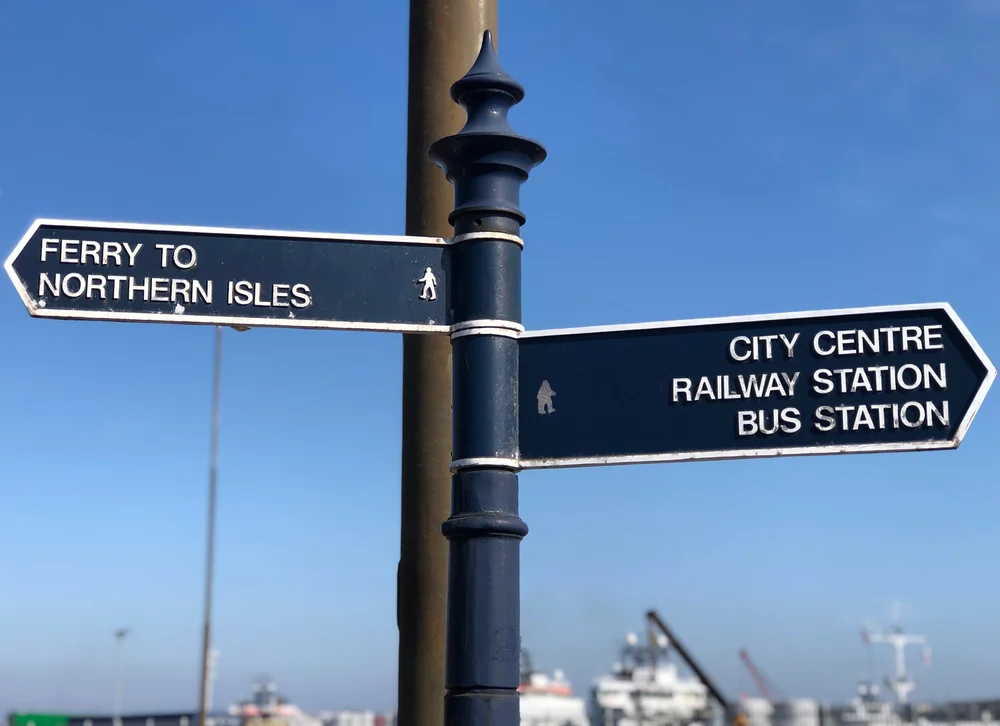 FERRY TO
NORTHERN ISLES
CITY CENTRE
RAILWAY STATION
BUS STATION